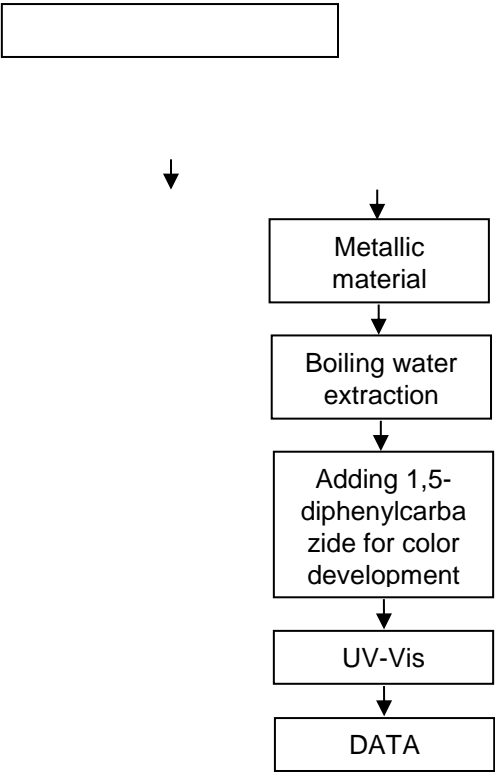 Metallic
material
Boiling water
extraction
Adding 1,5-
diphenylcarba
zide for color
development
UV-Vis
DATA